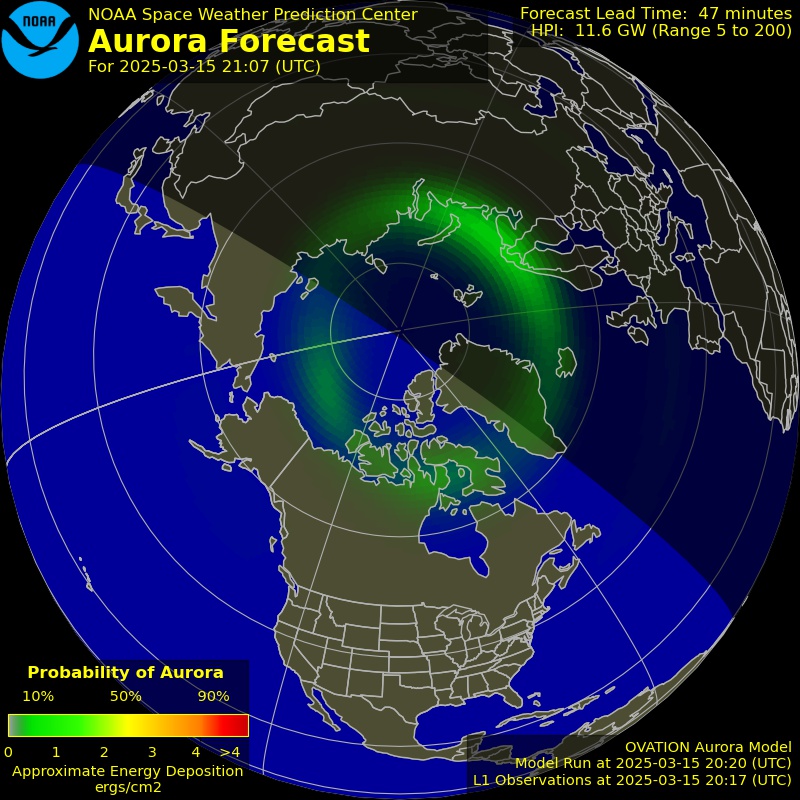 NOAA
NOAA Space Weather Prediction Center
Aurora Forecast
For 2025-03-15 21:07 (UTC)
Forecast Lead Time: 47 minutes
HPI: 11.6 GW (Range 5 to 200)
Probability of Aurora
10% 50% 90%
0 1 2 3 4 >4
Approximate Energy Deposition
ergs/cm2
OVATION Aurora Model
Model Run at 2025-03-15 20:20 (UTC)
L1 Observations at 2025-03-15 20:17 (UTC)